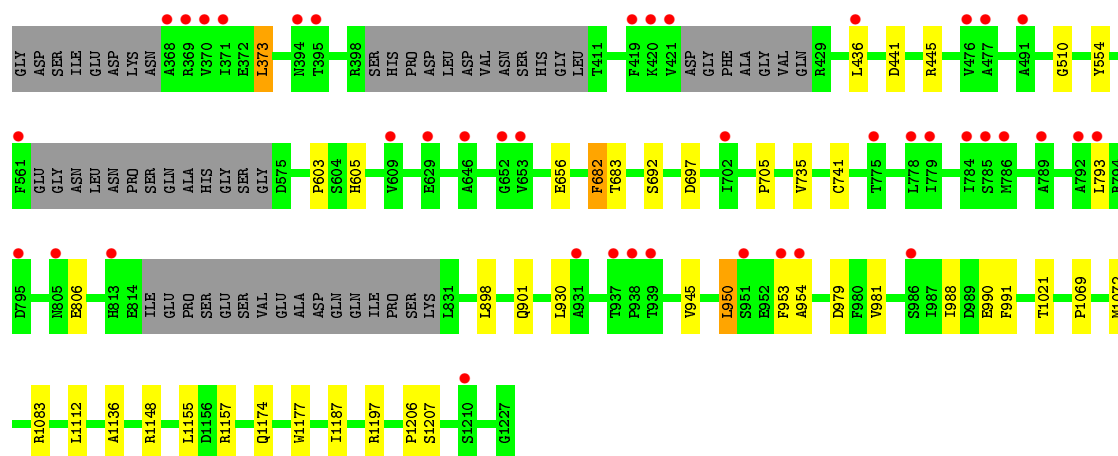 GLY ASP SER ILE GLU ASP LYS ASN A368 R369 V370 I371 E372 L373 N394 T395 R398 SER HIS PRO ASP LEU ASP VAL ASN SER HIS GLY LEU T411 F419 K420 V421 ASP GLY PHE ALA GLY VAL GLN R429 L436 D441 R445 V476 A477 A491 G510 Y554
F561 GLU GLY ASN LEU ASN PRO SER GLN ALA HIS GLY SER GLY D575 P603 S604 H605 V609 E629 A646 G652 V653 E656 F682 T683 S692 D697 I702 P705 V735 C741 T775 L778 I779 I784 S785 M786 A789 A792 L793
D795 N805 E806 H813 E814 ILE GLU PRO SER GLU SER VAL GLU ALA ASP GLN GLN ILE PRO SER LYS L831 L898 Q901 L930 A931 T937 P938 T939 V945 L950 S951 E952 F953 A954 D979 F980 V981 S986 I987 I988 D989 E990 F991 T1021 P1069
R1083 L1112 A1136 R1148 L1155 D1156 R1157 Q1174 W1177 I1187 R1197 P1206 S1207 S1210 G1227